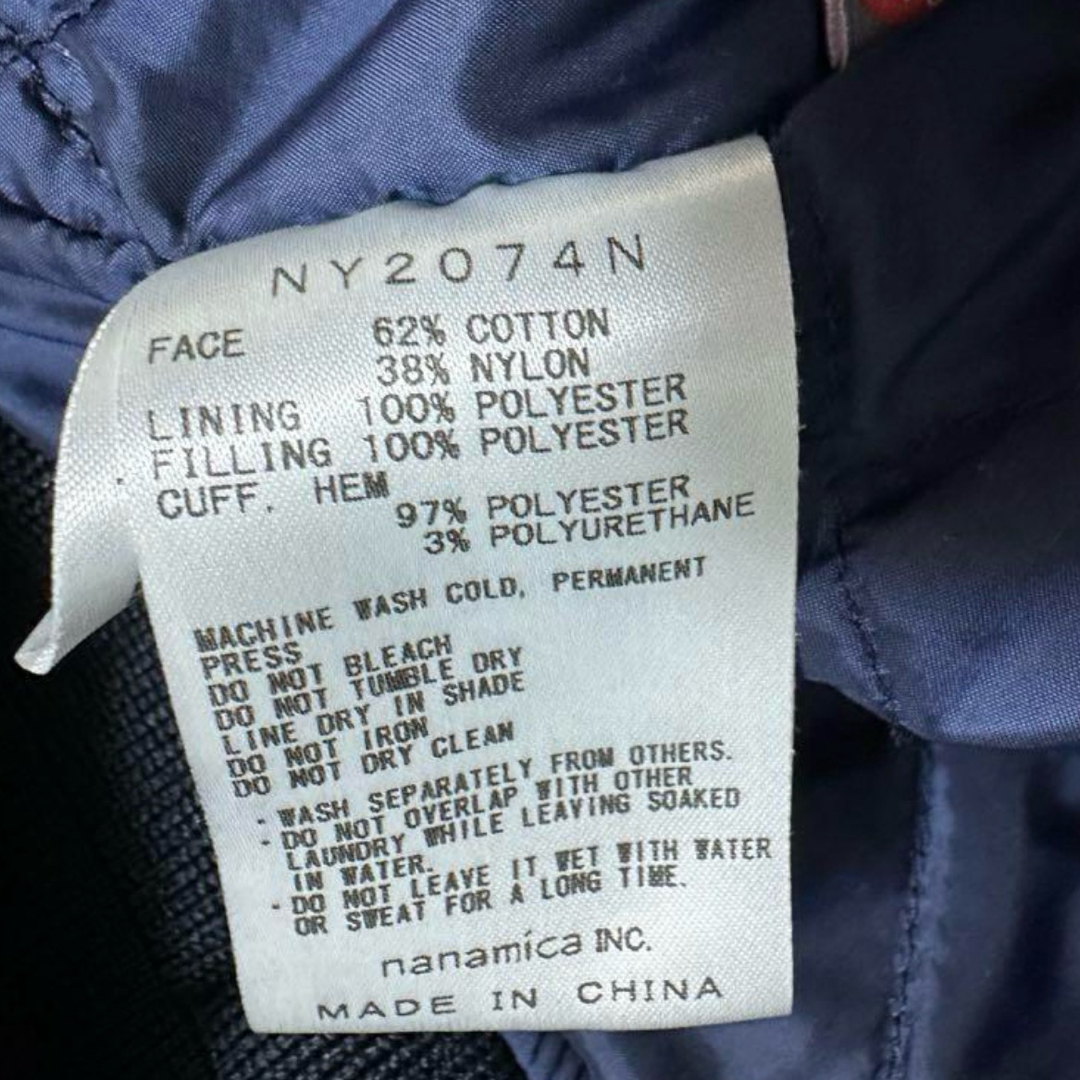 NY2074N
FACE 62% COTTON
38% NYLON
LINING 100% POLYESTER
FILLING 100% POLYESTER
CUFF. HEM
97% POLYESTER
3% POLYURETHANE
MACHINE WASH COLD, PERMANENT
PRESS
DO NOT BLEACH
DO NOT TUMBLE DRY
LINE DRY IN SHADE
DO NOT IRON
DO NOT DRY CLEAN
· WASH SEPARATELY FROM OTHERS.
· DO NOT OVERLAP WITH OTHER
LAUNDRY WHILE LEAVING SOAKED
IN WATER.
· DO NOT LEAVE IT WET WITH WATER
OR SWEAT FOR A LONG TIME.
nanamica INC.
MADE IN CHINA